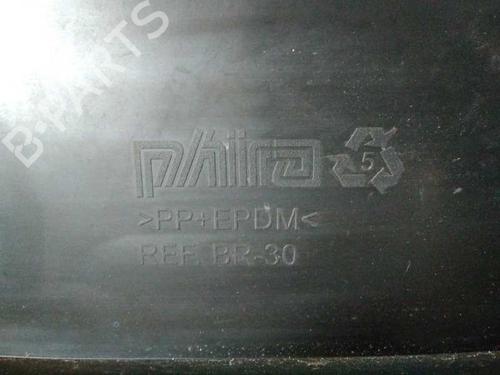 B-PARTS
phira 5
>PP+EPDM<
REF. BR-30